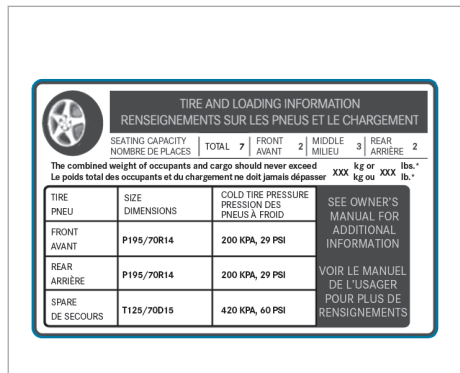 TIRE AND LOADING INFORMATION
RENSEIGNEMENTS SUR LES PNEUS ET LE CHARGEMENT
SEATING CAPACITY
NOMBRE DE PLACES
TOTAL 7
FRONT
AVANT
2
MIDDLE
MILIEU
3
REAR
ARRIÈRE
2
The combined weight of occupants and cargo should never exceed XXX kg or XXX lbs.*
Le poids total des occupants et du chargement ne doit jamais dépasser kg ou lb.*
TIRE
PNEU
SIZE
DIMENSIONS
COLD TIRE PRESSURE
PRESSION DES
PNEUS À FROID
FRONT
AVANT
P195/70R14
200 KPA, 29 PSI
REAR
ARRIÈRE
P195/70R14
200 KPA, 29 PSI
SPARE
DE SECOURS
T125/70D15
420 KPA, 60 PSI
SEE OWNER'S
MANUAL FOR
ADDITIONAL
INFORMATION
VOIR LE MANUEL
DE L'USAGER
POUR PLUS DE
RENSIGNEMENTS